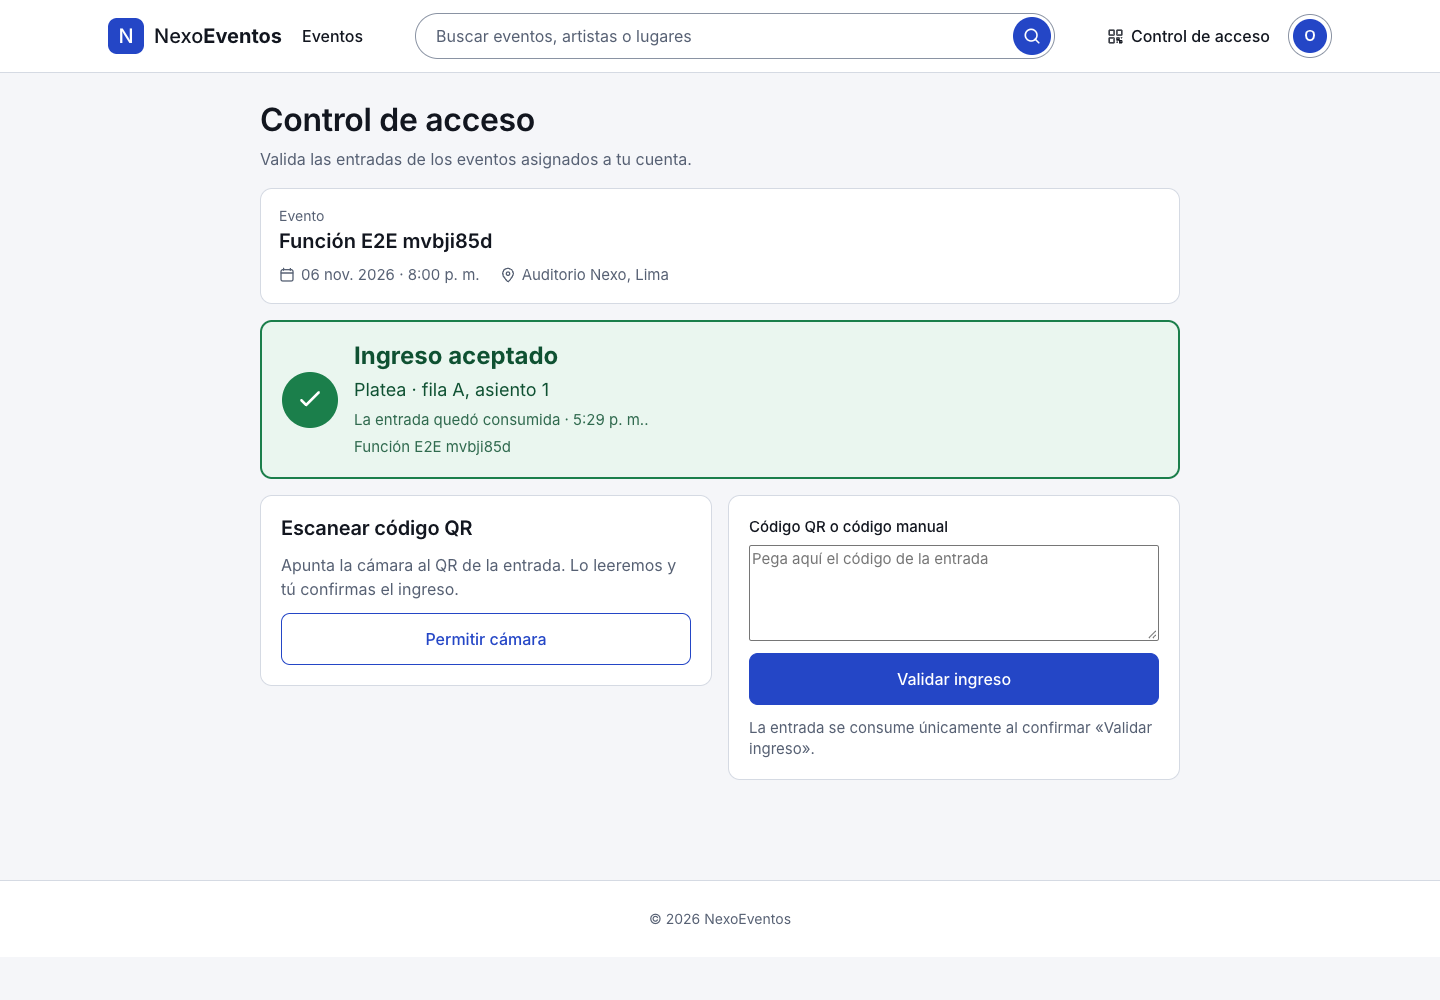 N NexoEventos Eventos Buscar eventos, artistas o lugares Control de acceso O
Control de acceso
Valida las entradas de los eventos asignados a tu cuenta.
Evento
Función E2E mvbji85d
06 nov. 2026 · 8:00 p. m. Auditorio Nexo, Lima
Ingreso aceptado
Platea · fila A, asiento 1
La entrada quedó consumida · 5:29 p. m..
Función E2E mvbji85d
Escanear código QR
Apunta la cámara al QR de la entrada. Lo leeremos y
tú confirmas el ingreso.
Permitir cámara
Código QR o código manual
Pega aquí el código de la entrada
Validar ingreso
La entrada se consume únicamente al confirmar «Validar
ingreso».
© 2026 NexoEventos